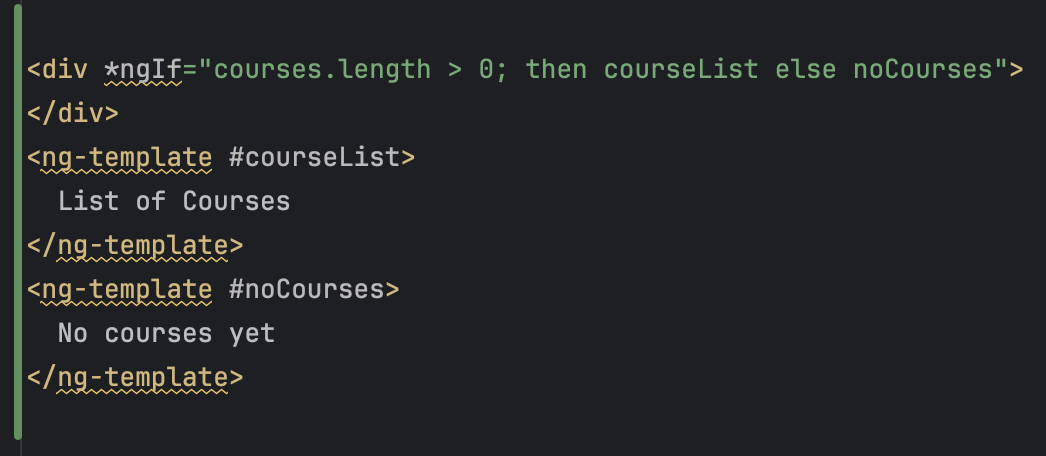 <div *ngIf="courses.length > 0; then courseList else noCourses">
</div>
<ng-template #courseList>
List of Courses
</ng-template>
<ng-template #noCourses>
No courses yet
</ng-template>